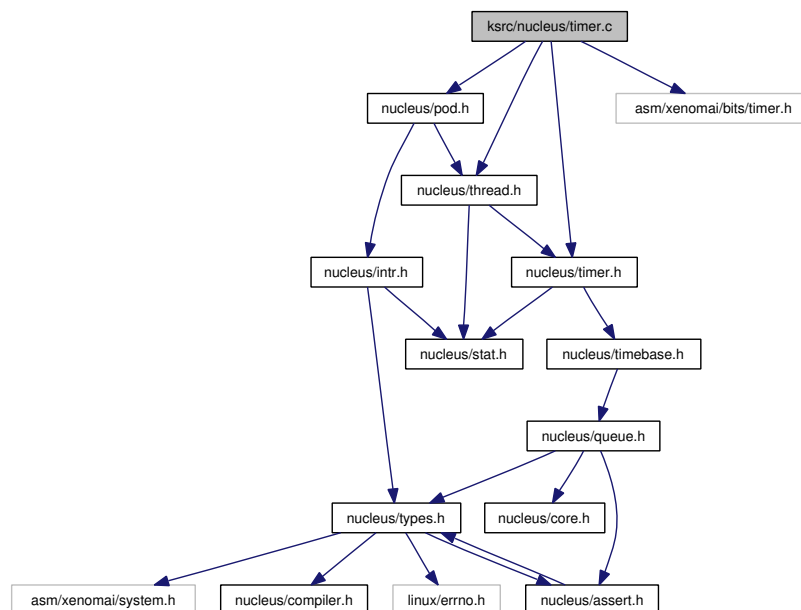 ksrc/nucleus/timer.c
nucleus/pod.h
asm/xenomai/bits/timer.h
nucleus/thread.h
nucleus/intr.h
nucleus/timer.h
nucleus/stat.h
nucleus/timebase.h
nucleus/queue.h
nucleus/types.h
nucleus/core.h
asm/xenomai/system.h
nucleus/compiler.h
linux/errno.h
nucleus/assert.h